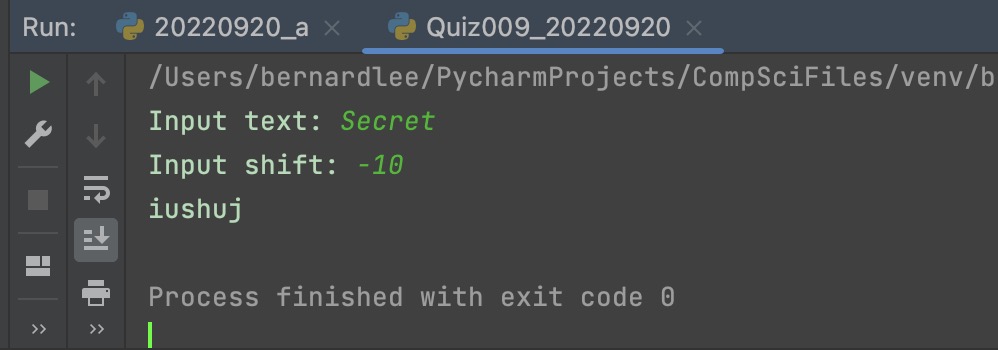 Run: 20220920_a × Quiz009_20220920 ×
/Users/bernardlee/PycharmProjects/CompSciFiles/venv/b
Input text: Secret
Input shift: -10
iushuj
Process finished with exit code 0